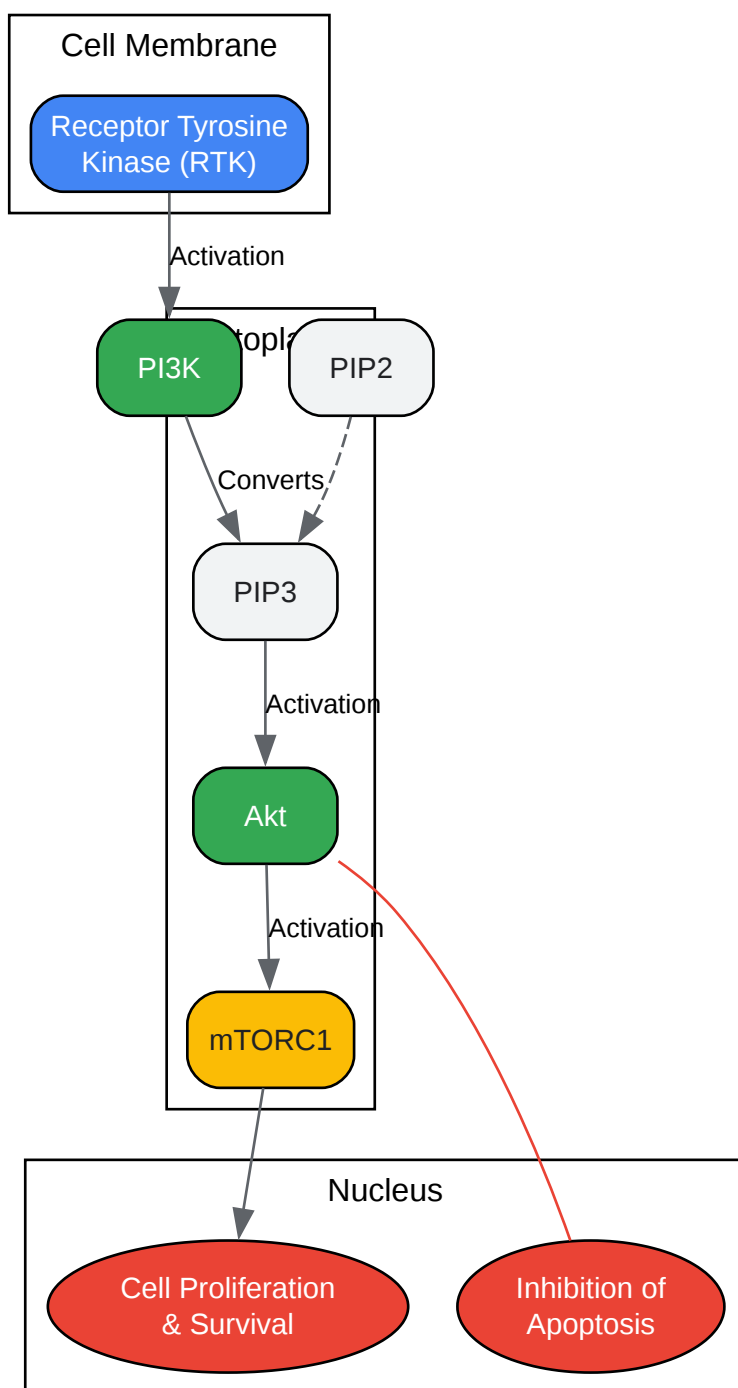 Cell Membrane
Receptor Tyrosine
Kinase (RTK)
Activation
PI3K
PIP2
Converts
PIP3
Activation
Akt
Activation
mTORC1
Nucleus
Cell Proliferation
& Survival
Inhibition of
Apoptosis